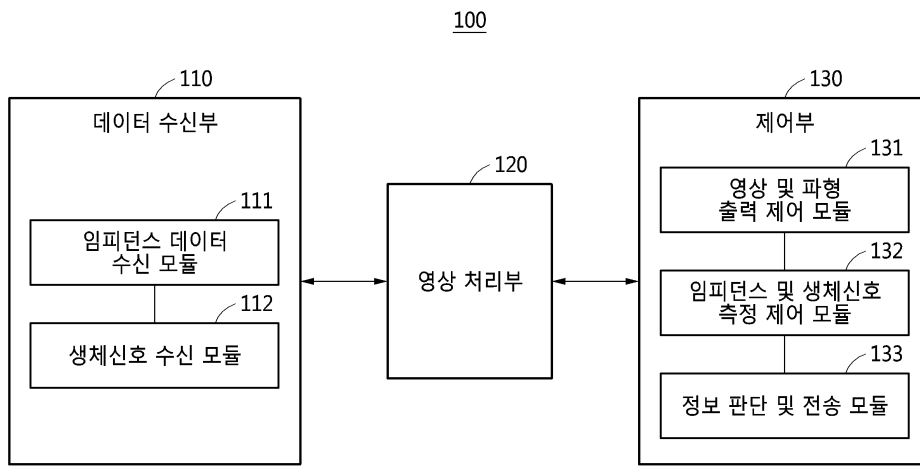 100
110
데이터 수신부
111
임피던스 데이터
수신 모듈
112
생체신호 수신 모듈
120
영상 처리부
130
제어부
131
영상 및 파형
출력 제어 모듈
132
임피던스 및 생체신호
측정 제어 모듈
133
정보 판단 및 전송 모듈